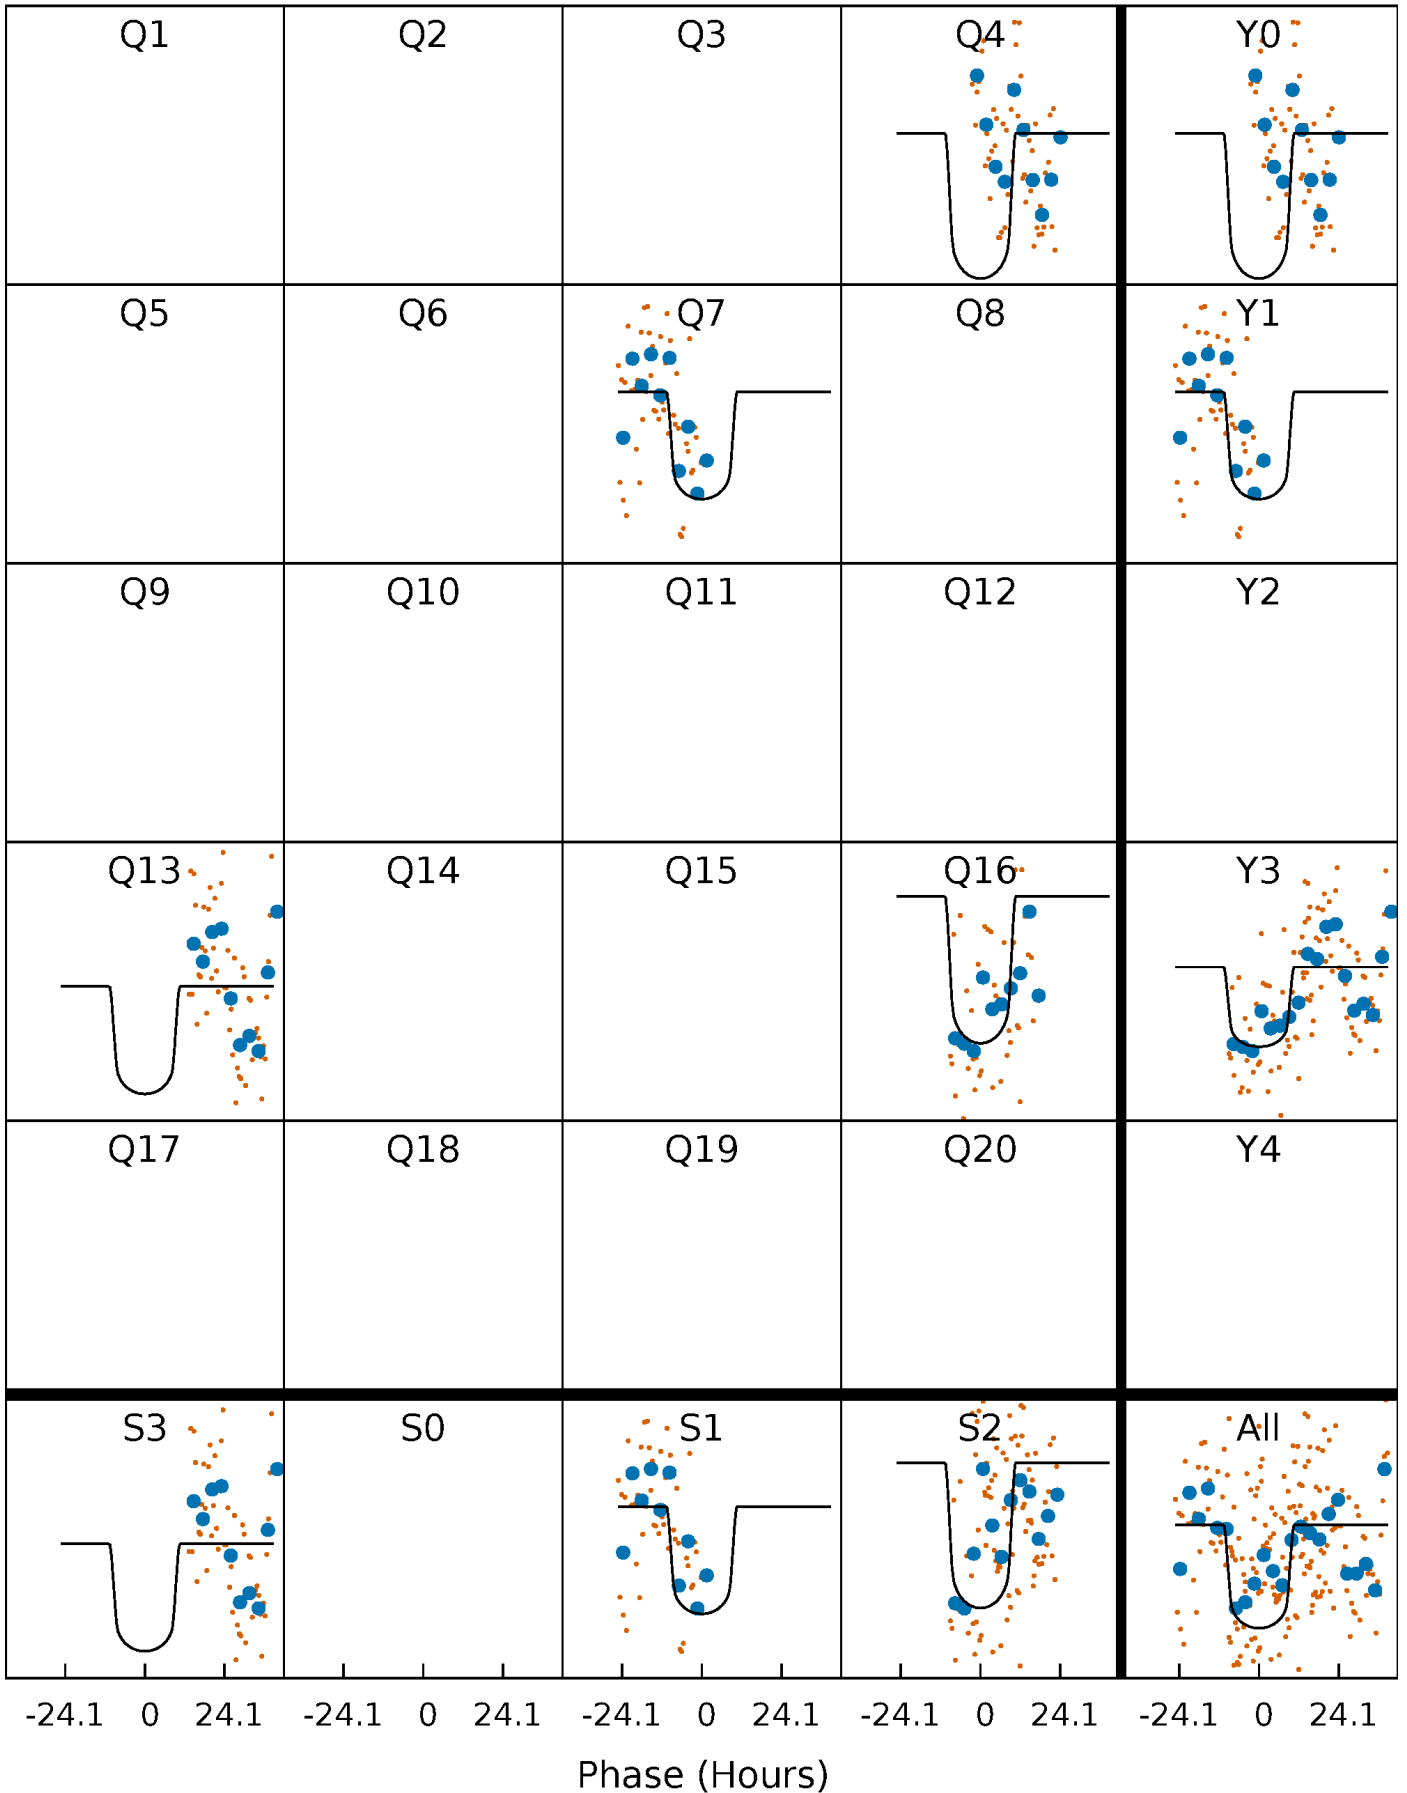 Q1 Q2 Q3 Q4 Y0
Q5 Q6 Q7 Q8 Y1
Q9 Q10 Q11 Q12 Y2
Q13 Q14 Q15 Q16 Y3
Q17 Q18 Q19 Q20 Y4
S3 S0 S1 S2 All
-24.1 0 24.1 -24.1 0 24.1 -24.1 0 24.1 -24.1 0 24.1 -24.1 0 24.1
Phase (Hours)